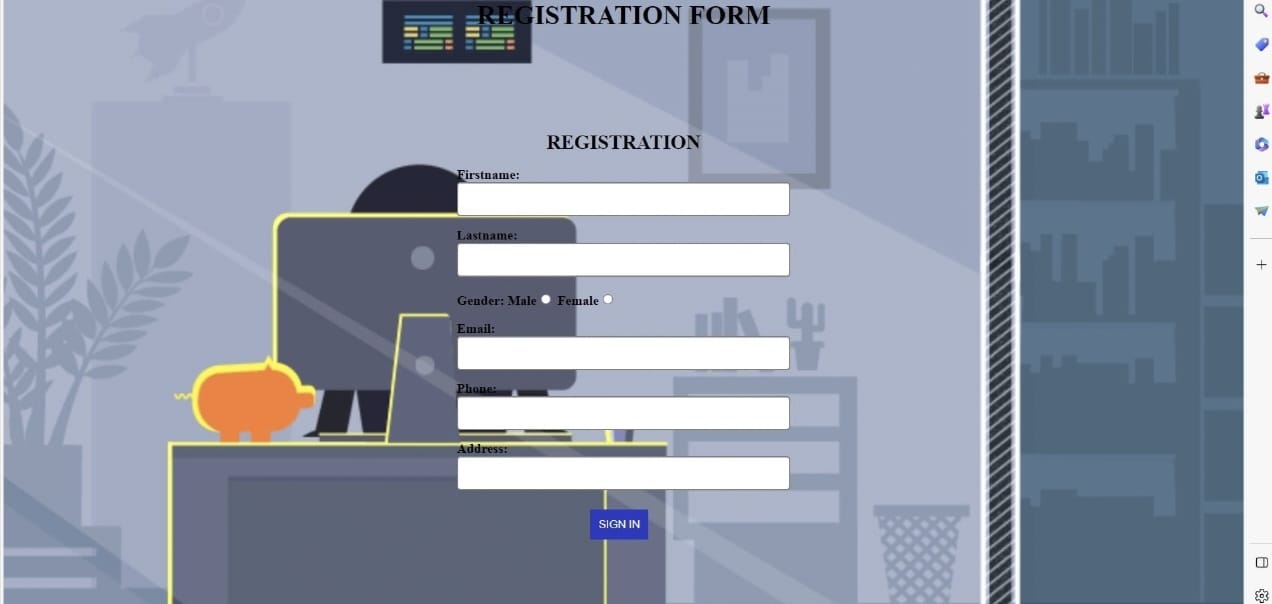 REGISTRATION FORM
REGISTRATION
Firstname:
Lastname:
Gender: Male Female
Email:
Phone:
Address:
SIGN IN